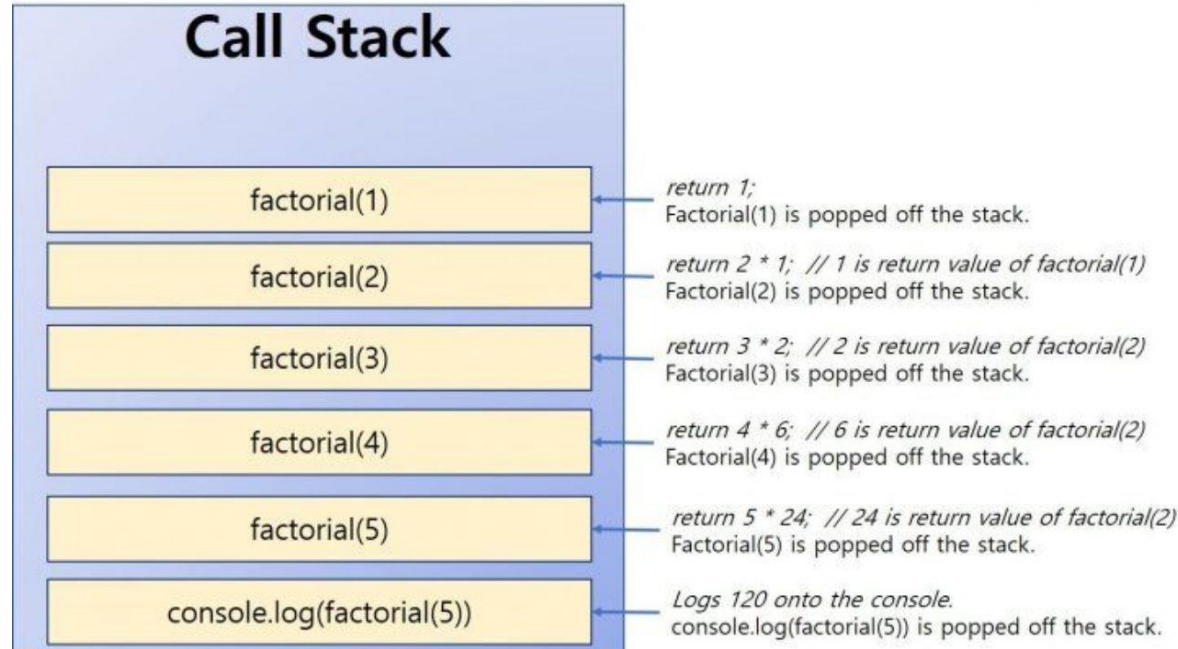 Call Stack
factorial(1)
return 1;
Factorial(1) is popped off the stack.
factorial(2)
return 2 * 1;  // 1 is return value of factorial(1)
Factorial(2) is popped off the stack.
factorial(3)
return 3 * 2;  // 2 is return value of factorial(2)
Factorial(3) is popped off the stack.
factorial(4)
return 4 * 6;  // 6 is return value of factorial(2)
Factorial(4) is popped off the stack.
factorial(5)
return 5 * 24;  // 24 is return value of factorial(2)
Factorial(5) is popped off the stack.
console.log(factorial(5))
Logs 120 onto the console.
console.log(factorial(5)) is popped off the stack.